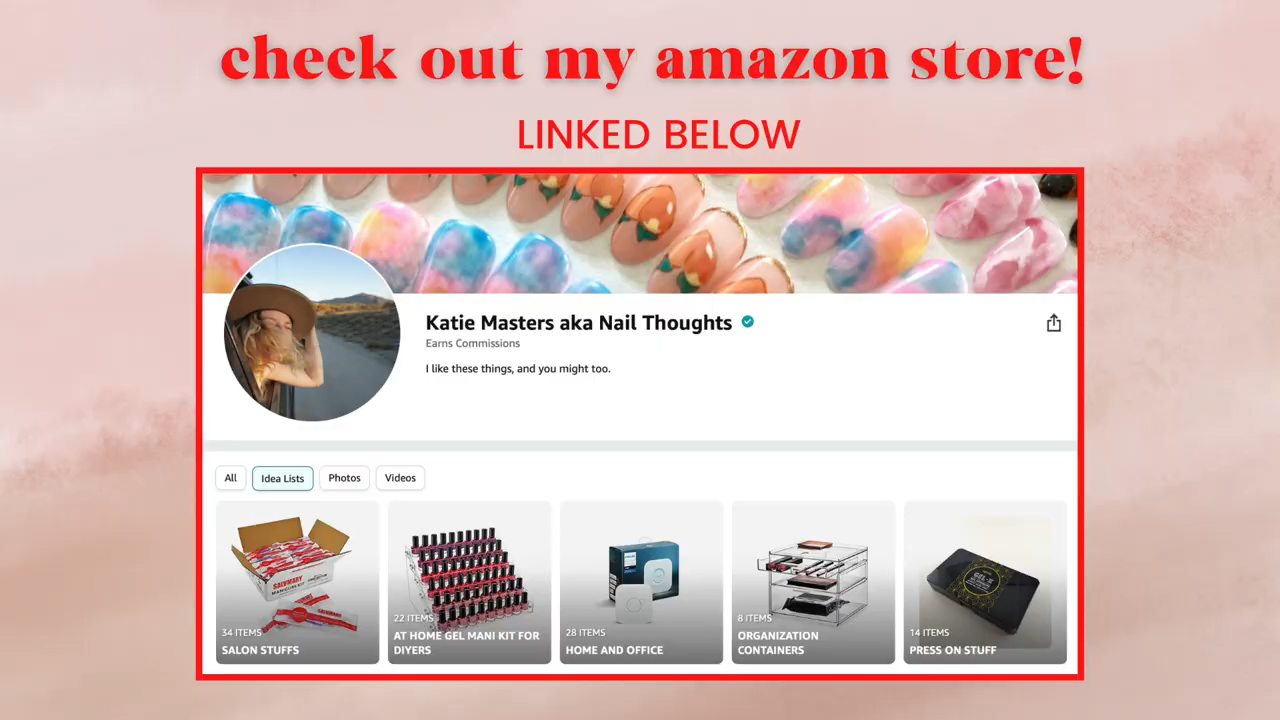 check out my amazon store!
LINKED BELOW
Katie Masters aka Nail Thoughts
Earns Commissions
I like these things, and you might too.
All
Idea Lists
Photos
Videos
34 ITEMS
SALON STUFFS
22 ITEMS
AT HOME GEL MANI KIT FOR
DIYERS
28 ITEMS
HOME AND OFFICE
8 ITEMS
ORGANIZATION
CONTAINERS
14 ITEMS
PRESS ON STUFF